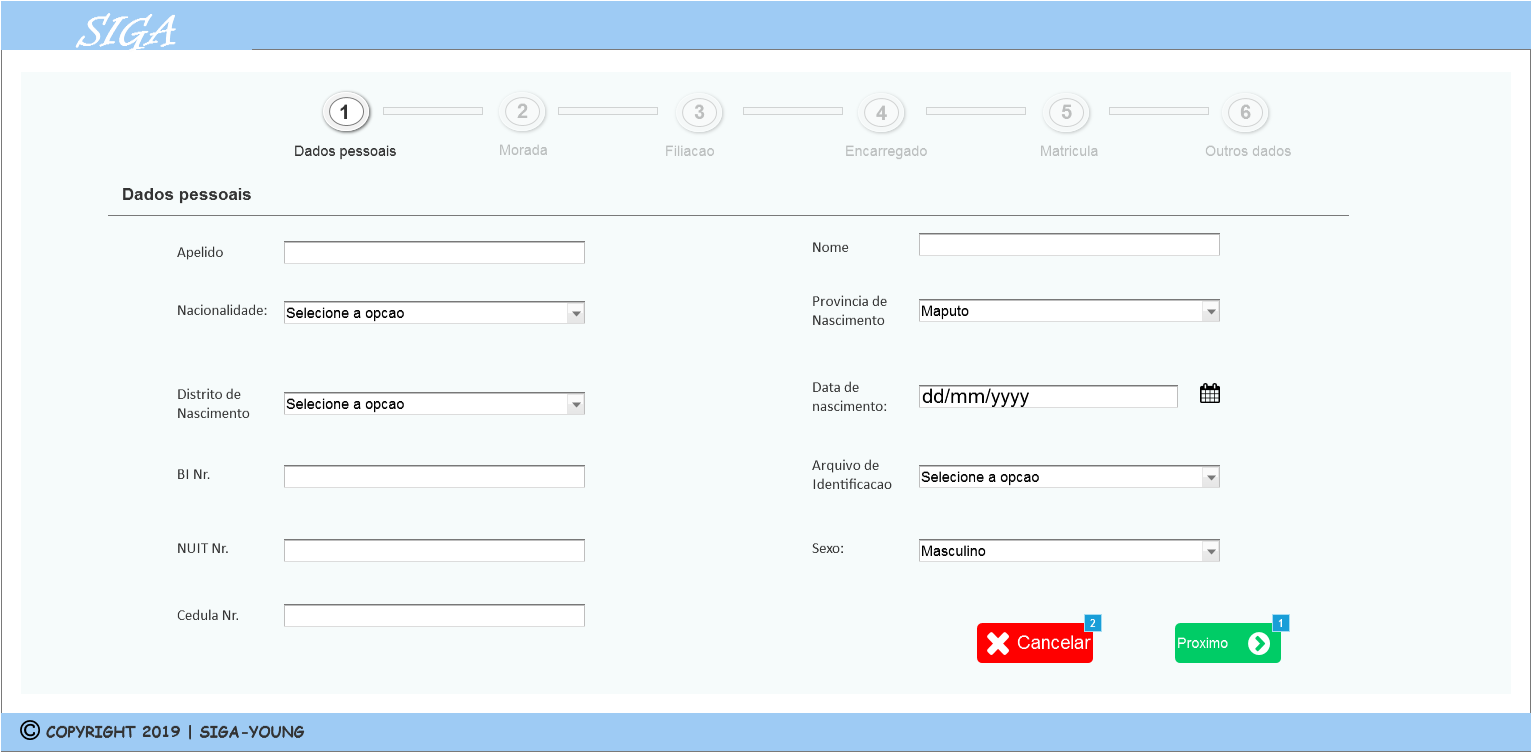 SIGA
1
2
3
4
5
6
Dados pessoais
Morada
Filiacao
Encarregado
Matricula
Outros dados
Dados pessoais
Apelido
Nome
Nacionalidade:
Selecione a opcao
Provincia de
Nascimento
Maputo
Distrito de
Nascimento
Selecione a opcao
Data de
nascimento:
dd/mm/yyyy
BI Nr.
Arquivo de
Identificacao
Selecione a opcao
NUIT Nr.
Sexo:
Masculino
Cedula Nr.
Cancelar
2
Proximo
1
© COPYRIGHT 2019 | SIGA-YOUNG